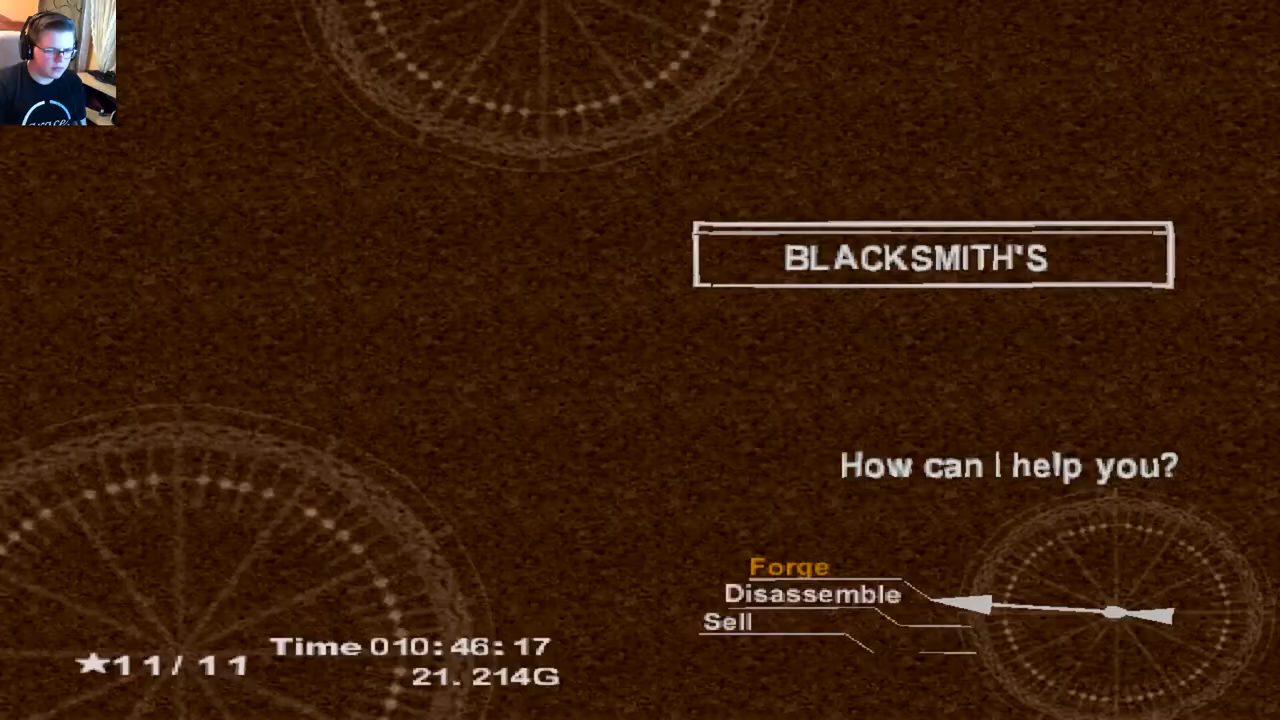 BLACKSMITH'S
How can I help you?
Forge
Disassemble
Sell
Time 010:46:17
★11/11
21. 214G